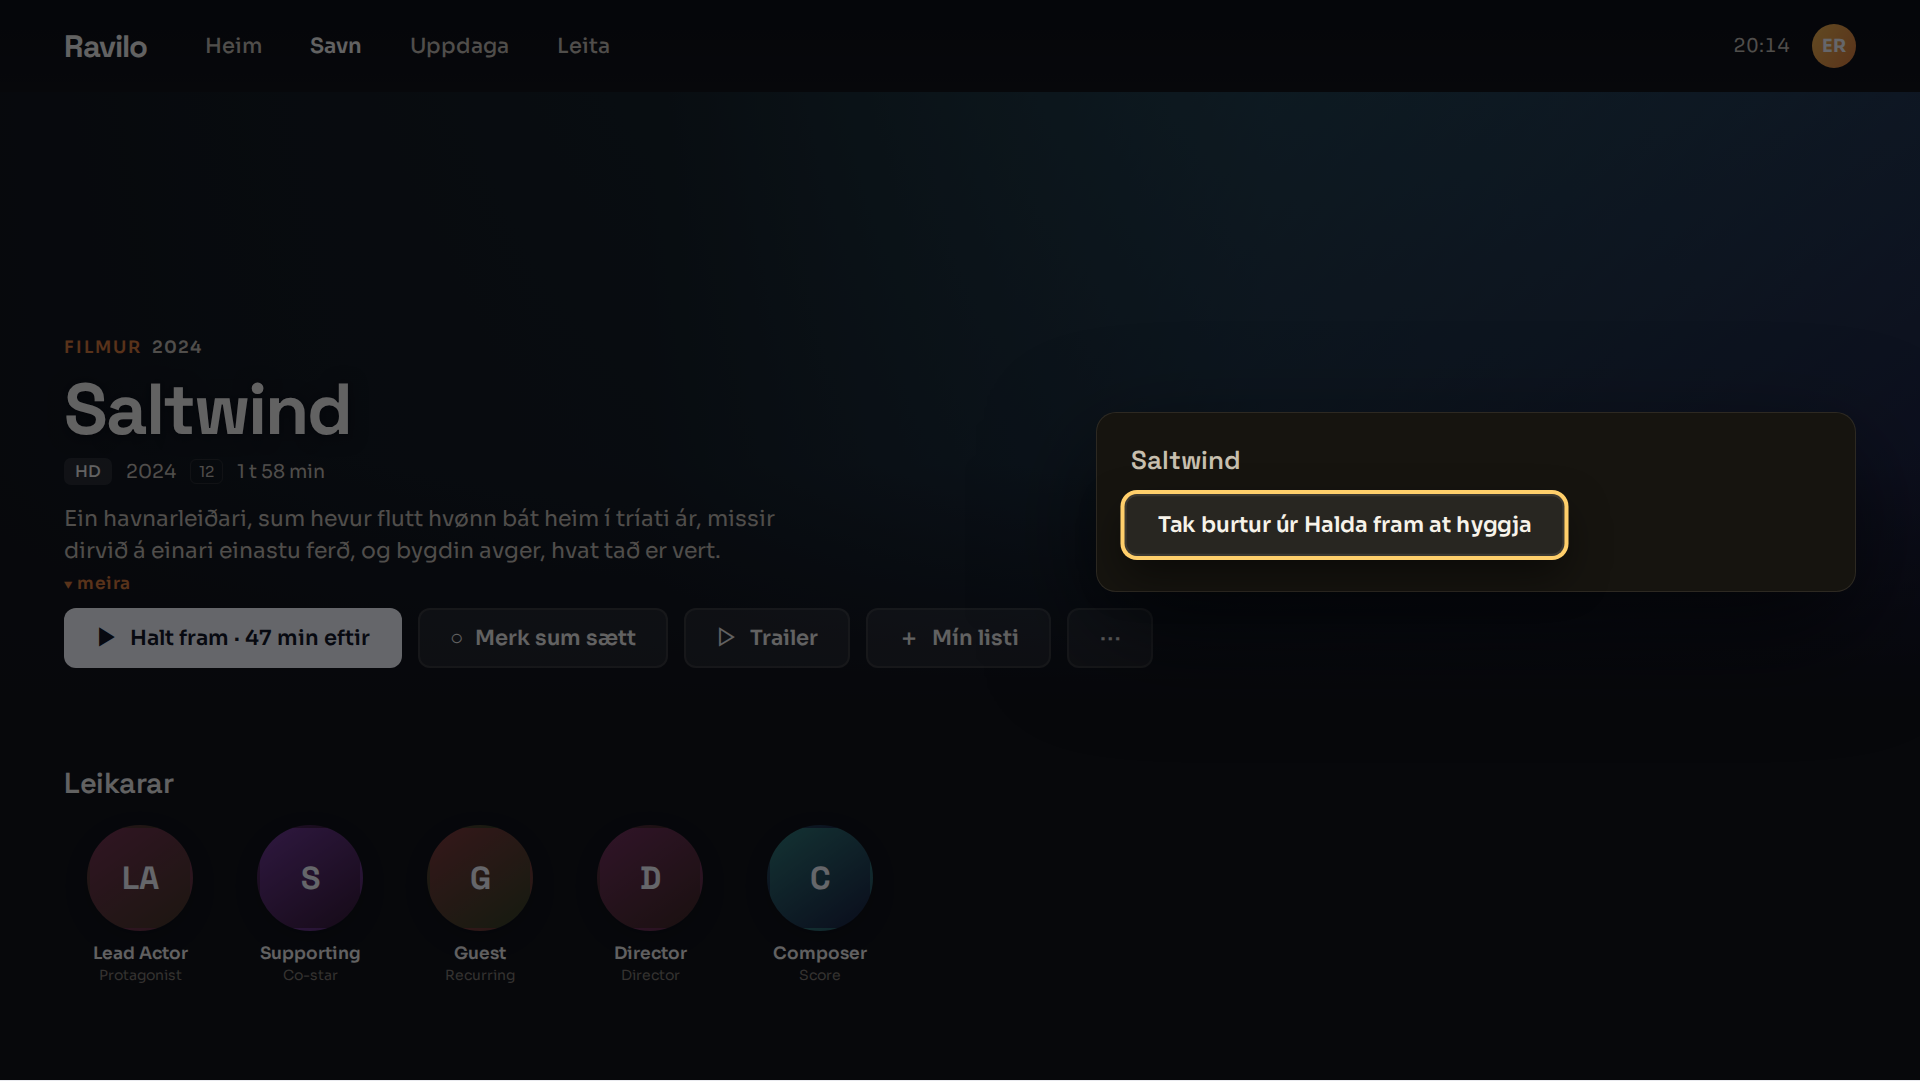 Ravilo Heim Savn Uppdaga Leita 20:14 ER
FILMUR 2024
Saltwind
HD 2024 12 1 t 58 min
Ein havnarleiðari, sum hevur flutt hvønn bát heim í tríati ár, missir
dirvið á einari einastu ferð, og bygdin avger, hvat tað er vert.
▾ meira
Halt fram · 47 min eftir
Merk sum sætt
Trailer
+ Mín listi
···
Saltwind
Tak burtur úr Halda fram at hyggja
Leikarar
LA S G D C
Lead Actor Supporting Guest Director Composer
Protagonist Co-star Recurring Director Score